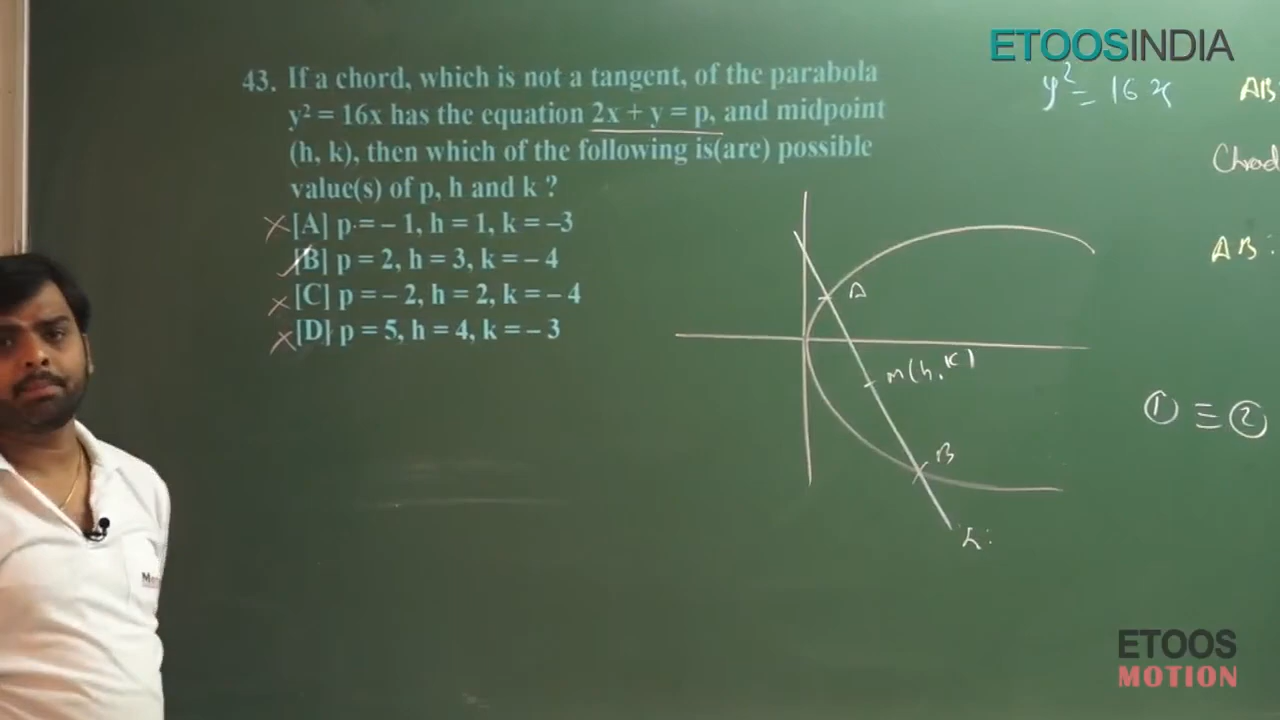 ETOOSINDIA
43. If a chord, which is not a tangent, of the parabola
y² = 16x has the equation 2x + y = p, and midpoint
(h, k), then which of the following is(are) possible
value(s) of p, h and k ?
[A] p = – 1, h = 1, k = –3
[B] p = 2, h = 3, k = – 4
[C] p = – 2, h = 2, k = – 4
[D] p = 5, h = 4, k = – 3
y² = 16x
AB:
Chord
AB:
A
M(h, k)
B
① ≡ ②
ETOOS
MOTION